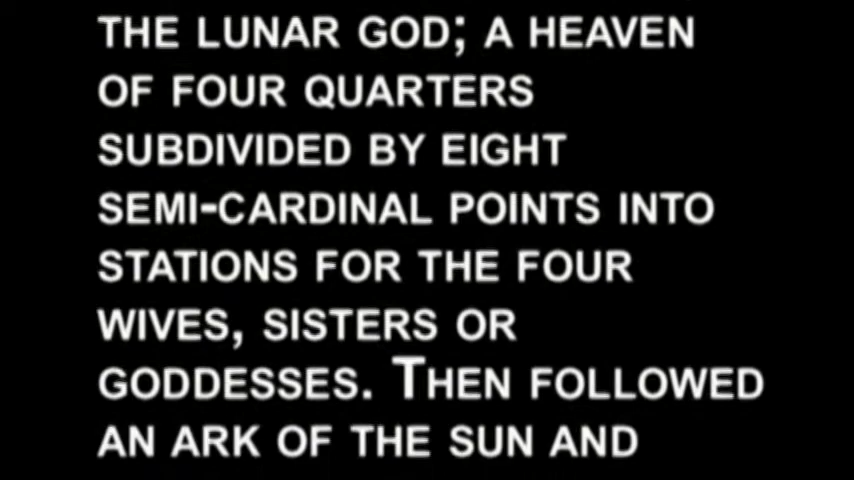 THE LUNAR GOD; A HEAVEN
OF FOUR QUARTERS
SUBDIVIDED BY EIGHT
SEMI-CARDINAL POINTS INTO
STATIONS FOR THE FOUR
WIVES, SISTERS OR
GODDESSES. THEN FOLLOWED
AN ARK OF THE SUN AND